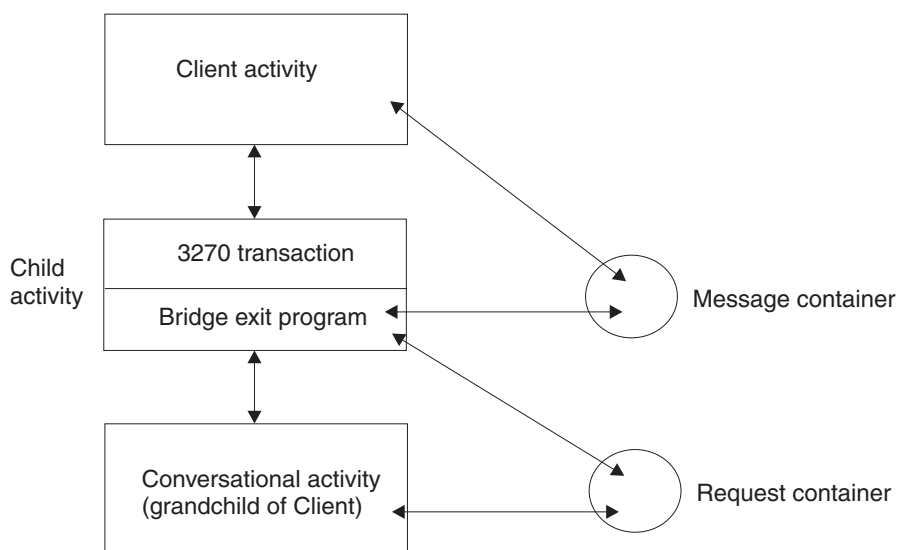 Client activity
3270 transaction
Child
activity
Bridge exit program
Message container
Conversational activity
(grandchild of Client)
Request container